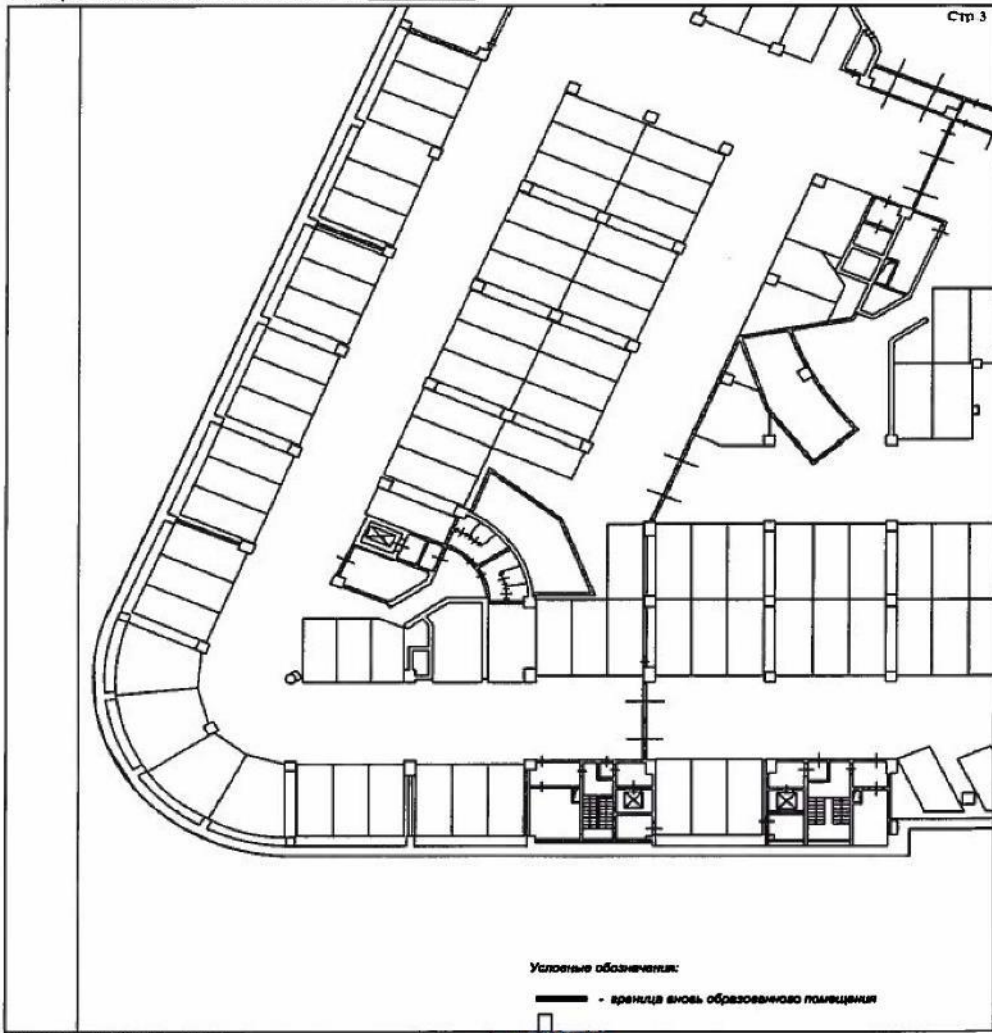 Стр 3
Условные обозначения:
- граница вновь образованного помещения